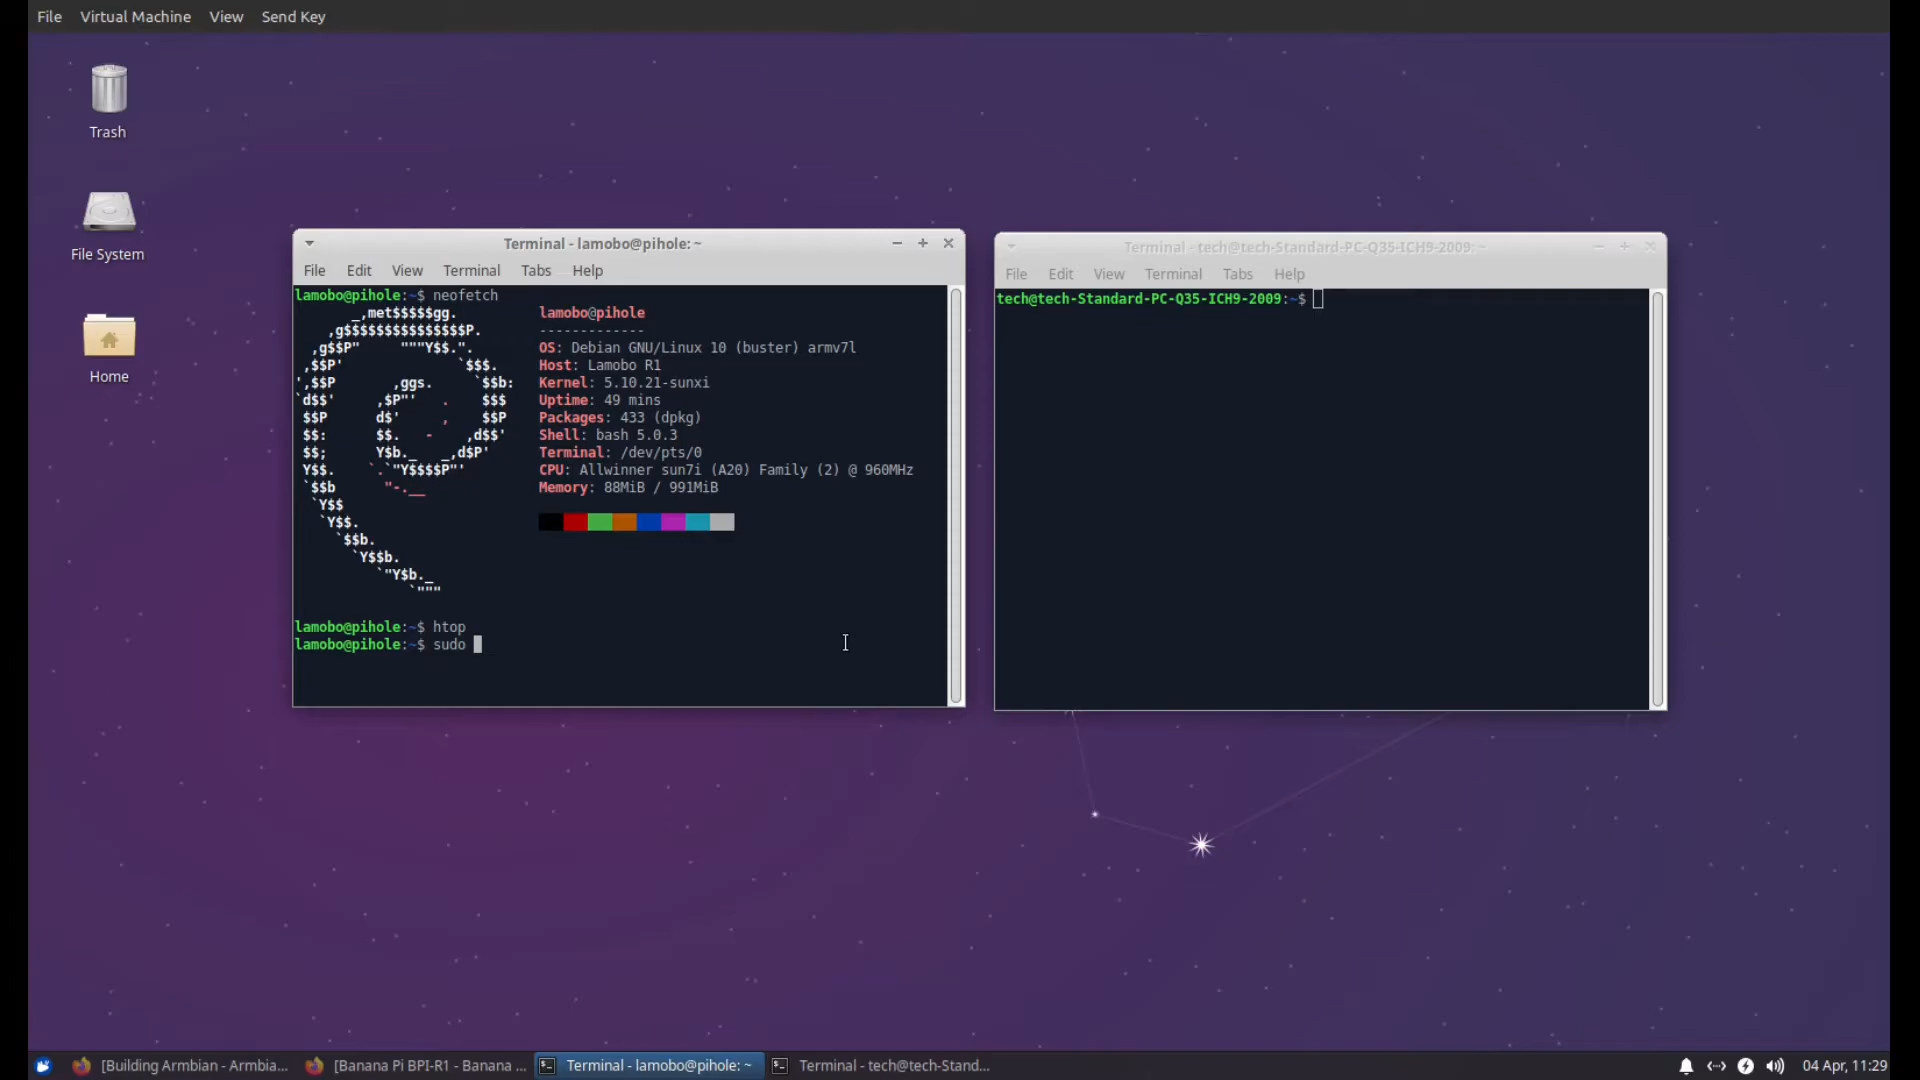 File Virtual Machine View Send Key
Trash
File System
Home
Terminal - lamobo@pihole: ~
File Edit View Terminal Tabs Help
lamobo@pihole:~$ neofetch
       _,met$$$$$gg.          lamobo@pihole
    ,g$$$$$$$$$$$$$$$P.       -------------
  ,g$$P"     """Y$$.".        OS: Debian GNU/Linux 10 (buster) armv7l
 ,$$P'              `$$$.     Host: Lamobo R1
',$$P       ,ggs.     `$$b:   Kernel: 5.10.21-sunxi
`d$$'     ,$P"'   .    $$$    Uptime: 49 mins
 $$P      d$'     ,    $$P    Packages: 433 (dpkg)
 $$:      $$.   -    ,d$$'    Shell: bash 5.0.3
 $$;      Y$b._   _,d$P'      Terminal: /dev/pts/0
 Y$$.    `.`"Y$$$$P"'         CPU: Allwinner sun7i (A20) Family (2) @ 960MHz
 `$$b      "-.__              Memory: 88MiB / 991MiB
  `Y$$
   `Y$$.
     `$$b.
       `Y$$b.
          `"Y$b._
              `"""
lamobo@pihole:~$ htop
lamobo@pihole:~$ sudo
Terminal - tech@tech-Standard-PC-Q35-ICH9-2009: ~
File Edit View Terminal Tabs Help
tech@tech-Standard-PC-Q35-ICH9-2009:~$
[Building Armbian - Armbia... [Banana Pi BPI-R1 - Banana ... Terminal - lamobo@pihole: ~ Terminal - tech@tech-Stand... 04 Apr, 11:29